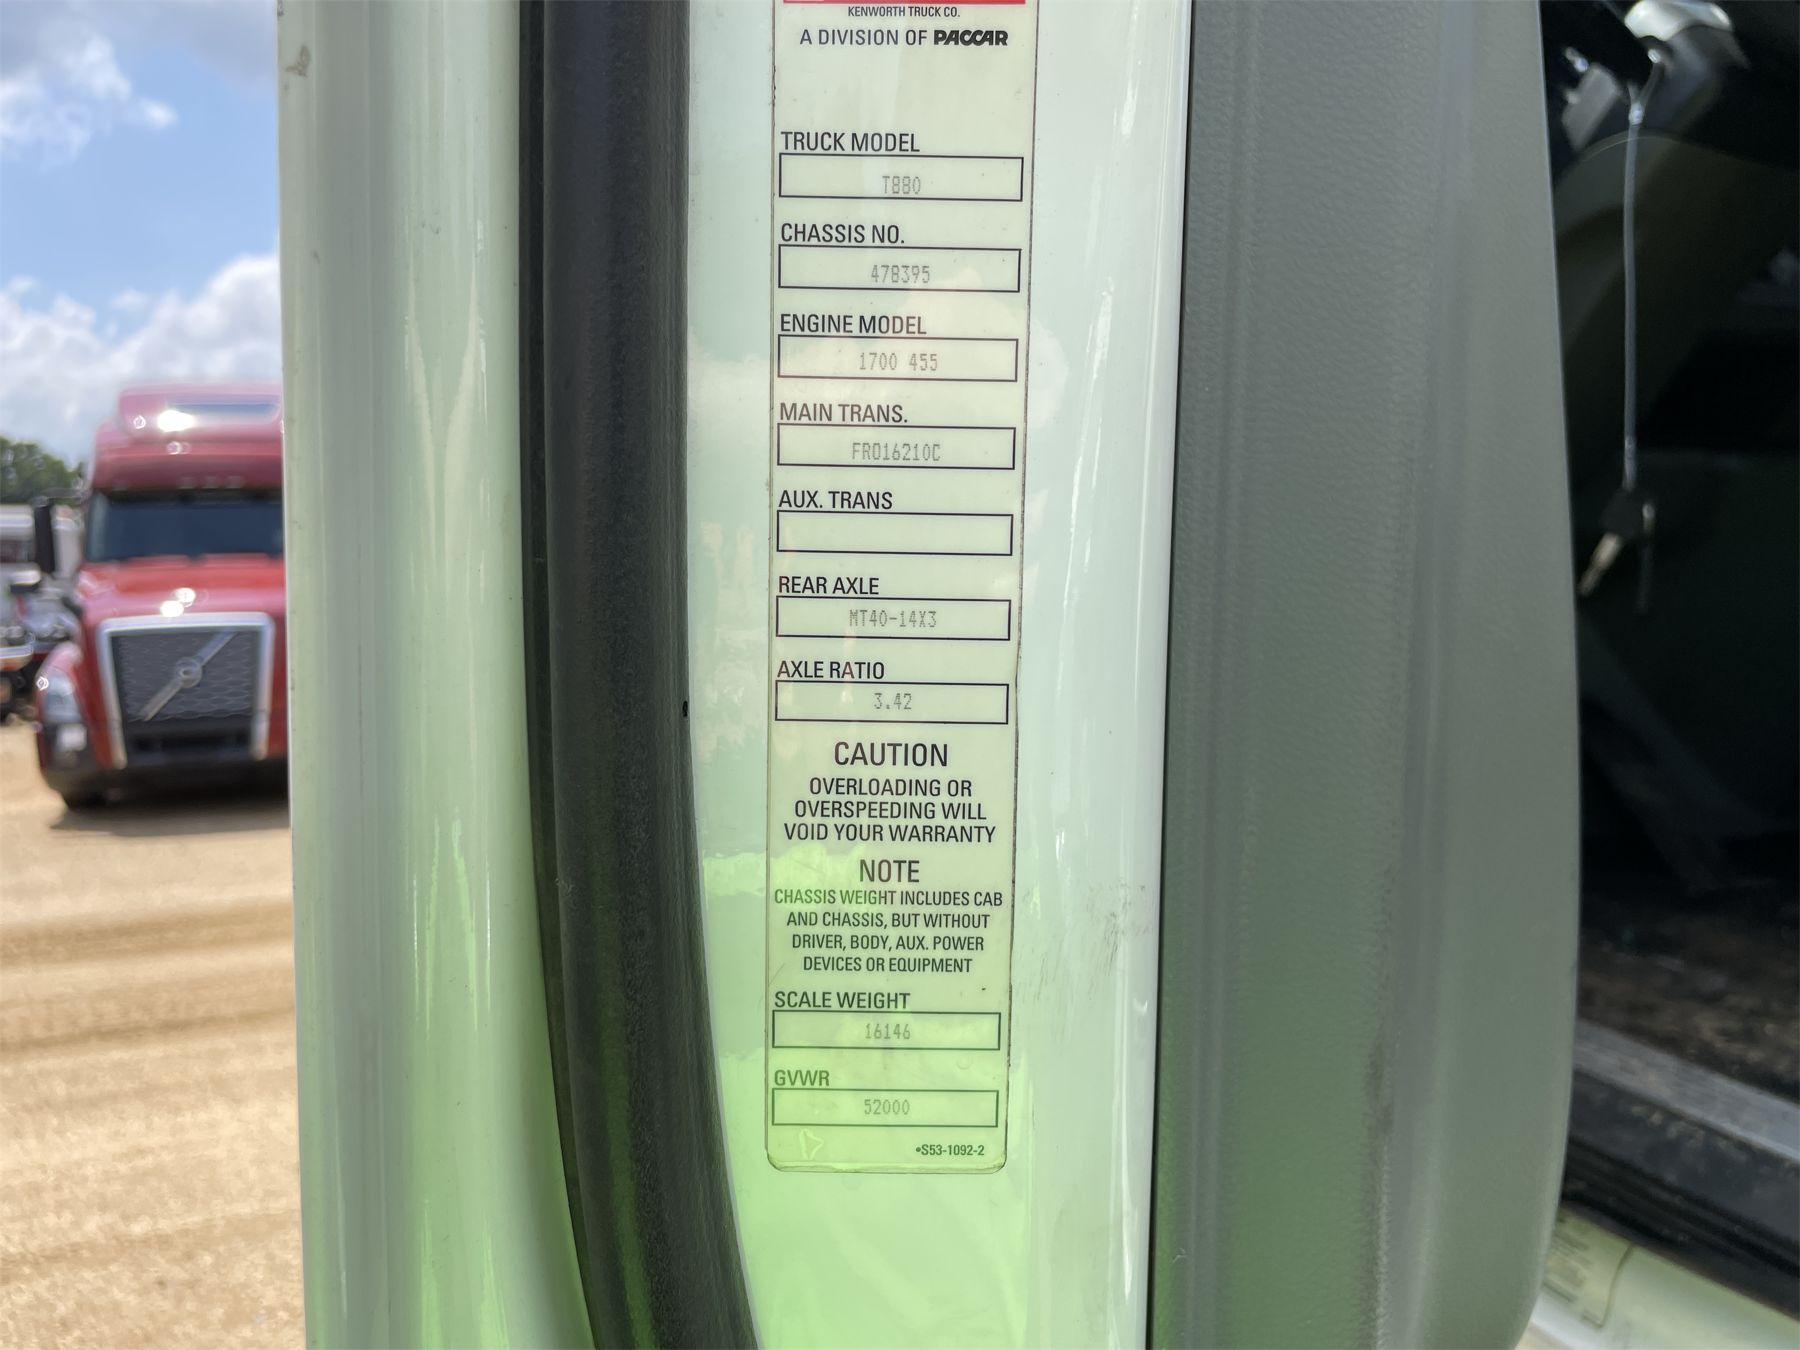 KENWORTH TRUCK CO.
A DIVISION OF PACCAR
TRUCK MODEL
T880
CHASSIS NO.
478395
ENGINE MODEL
1700 455
MAIN TRANS.
FRO16210C
AUX. TRANS
REAR AXLE
MT40-14X3
AXLE RATIO
3.42
CAUTION
OVERLOADING OR
OVERSPEEDING WILL
VOID YOUR WARRANTY
NOTE
CHASSIS WEIGHT INCLUDES CAB
AND CHASSIS, BUT WITHOUT
DRIVER, BODY, AUX. POWER
DEVICES OR EQUIPMENT
SCALE WEIGHT
16146
GVWR
52000
•S53-1092-2